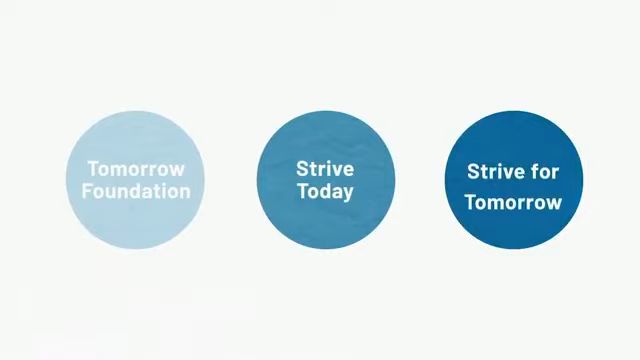 Tomorrow
Foundation
Strive
Today
Strive for
Tomorrow